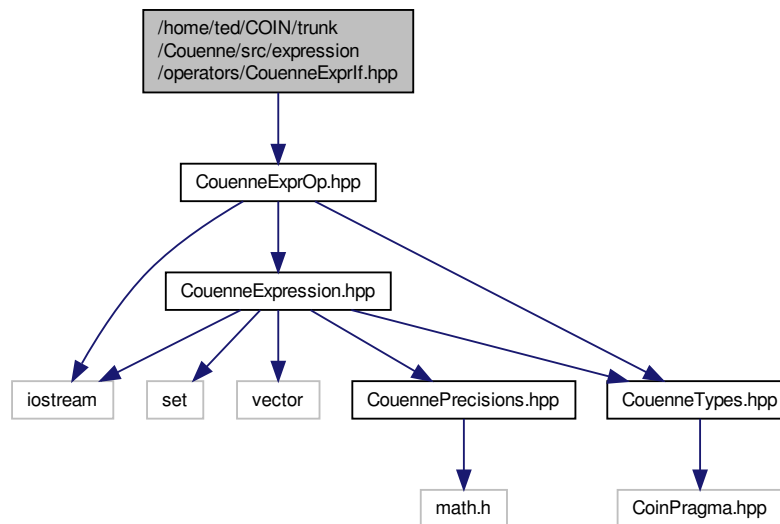 /home/ted/COIN/trunk
/Couenne/src/expression
/operators/CouenneExprIf.hpp
CouenneExprOp.hpp
CouenneExpression.hpp
iostream
set
vector
CouennePrecisions.hpp
CouenneTypes.hpp
math.h
CoinPragma.hpp